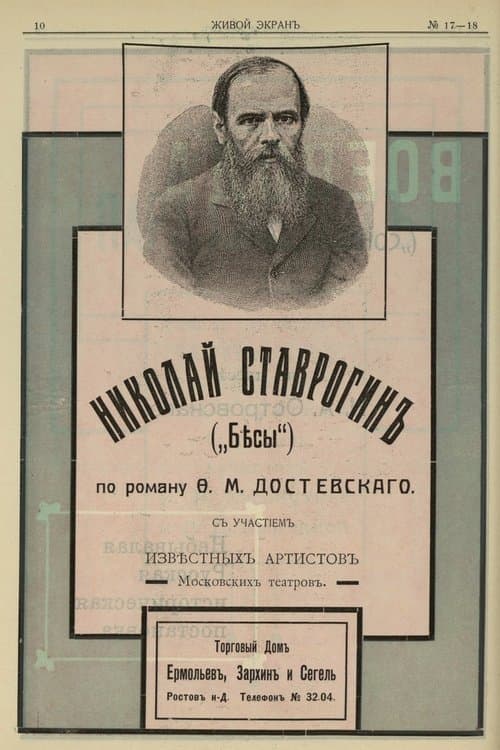 10 ЖИВОЙ ЭКРАНЪ № 17—18
НИКОЛАЙ СТАВРОГИНЪ
(„Бѣсы“)
по роману Ѳ. М. ДОСТЕВСКАГО.
СЪ УЧАСТІЕМЪ
ИЗВѢСТНЫХЪ АРТИСТОВЪ
— Московскихъ театровъ. —
Торговый Домъ
Ермольевъ, Зархинъ и Сегель
Ростовъ н-Д. Телефонъ № 32.04.